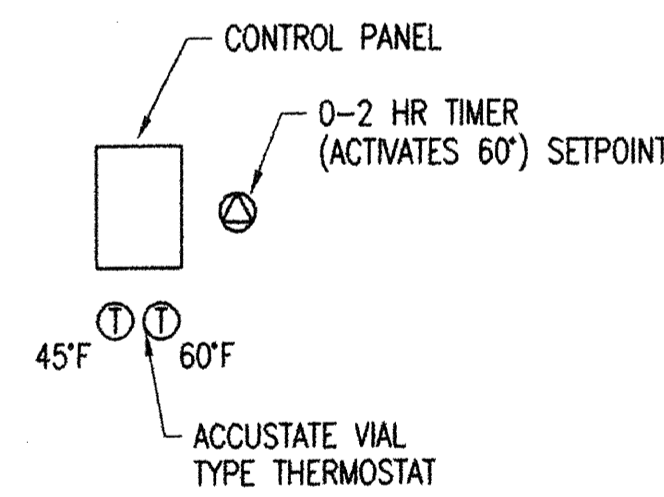 CONTROL PANEL
0-2 HR TIMER
(ACTIVATES 60°) SETPOINT
T T
45°F 60°F
ACCUSTATE VIAL
TYPE THERMOSTAT